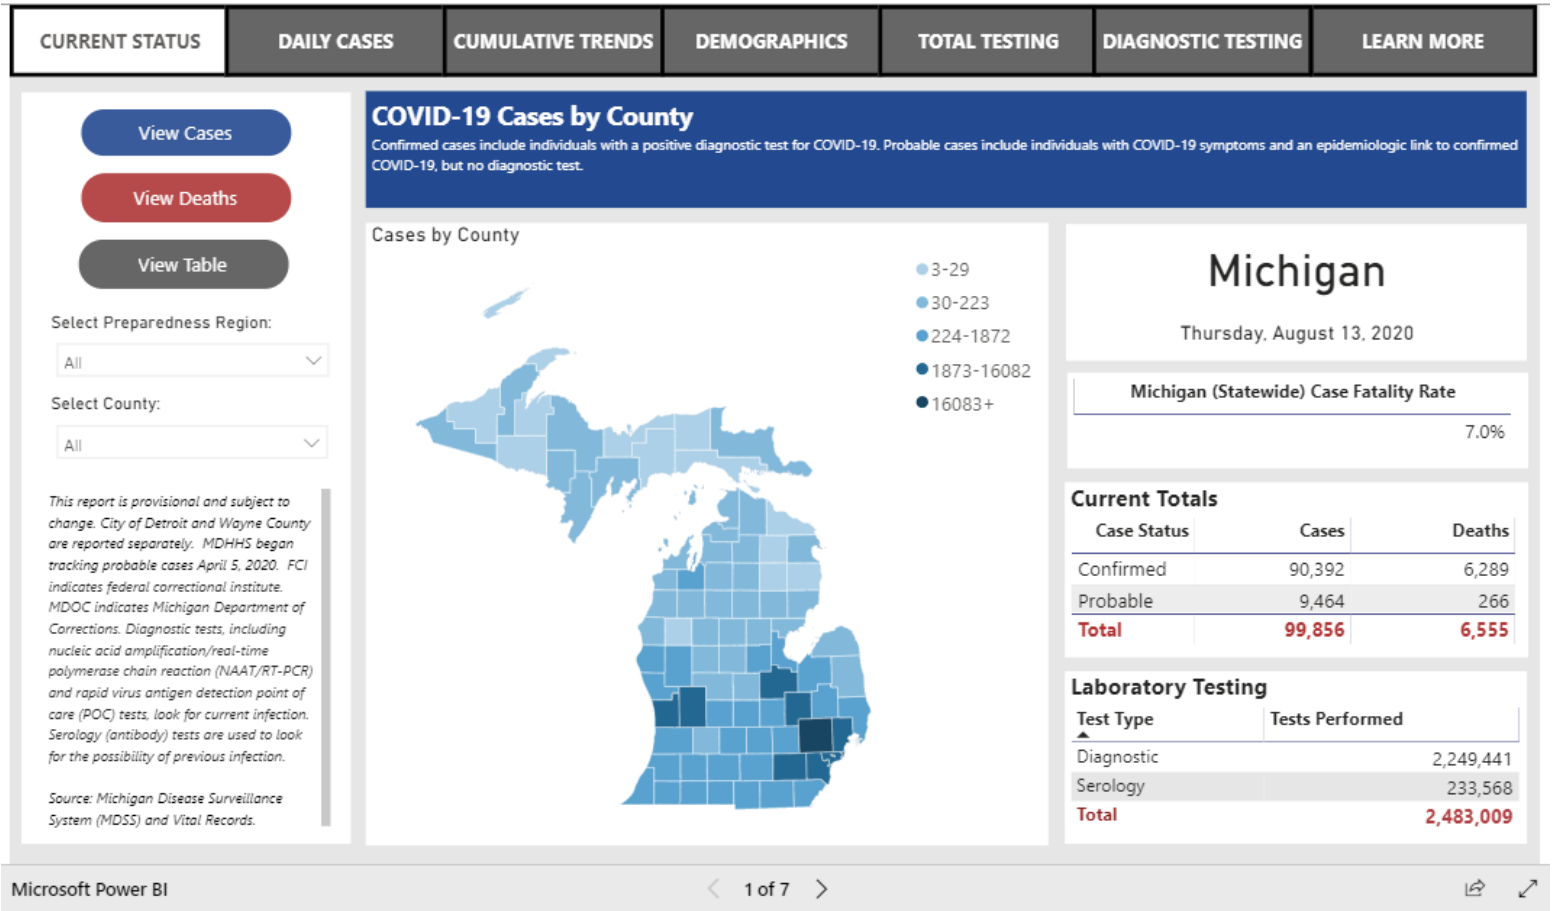 CURRENT STATUS
DAILY CASES
CUMULATIVE TRENDS
DEMOGRAPHICS
TOTAL TESTING
DIAGNOSTIC TESTING
LEARN MORE
View Cases
View Deaths
View Table
Select Preparedness Region:
All
Select County:
All
This report is provisional and subject to
change. City of Detroit and Wayne County
are reported separately. MDHHS began
tracking probable cases April 5, 2020. FCI
indicates federal correctional institute.
MDOC indicates Michigan Department of
Corrections. Diagnostic tests, including
nucleic acid amplification/real-time
polymerase chain reaction (NAAT/RT-PCR)
and rapid virus antigen detection point of
care (POC) tests, look for current infection.
Serology (antibody) tests are used to look
for the possibility of previous infection.
Source: Michigan Disease Surveillance
System (MDSS) and Vital Records.
COVID-19 Cases by County
Confirmed cases include individuals with a positive diagnostic test for COVID-19. Probable cases include individuals with COVID-19 symptoms and an epidemiologic link to confirmed
COVID-19, but no diagnostic test.
Cases by County
3-29
30-223
224-1872
1873-16082
16083+
Michigan
Thursday, August 13, 2020
Michigan (Statewide) Case Fatality Rate
7.0%
Current Totals
Case Status Cases Deaths
Confirmed 90,392 6,289
Probable 9,464 266
Total 99,856 6,555
Laboratory Testing
Test Type Tests Performed
Diagnostic 2,249,441
Serology 233,568
Total 2,483,009
Microsoft Power BI
1 of 7